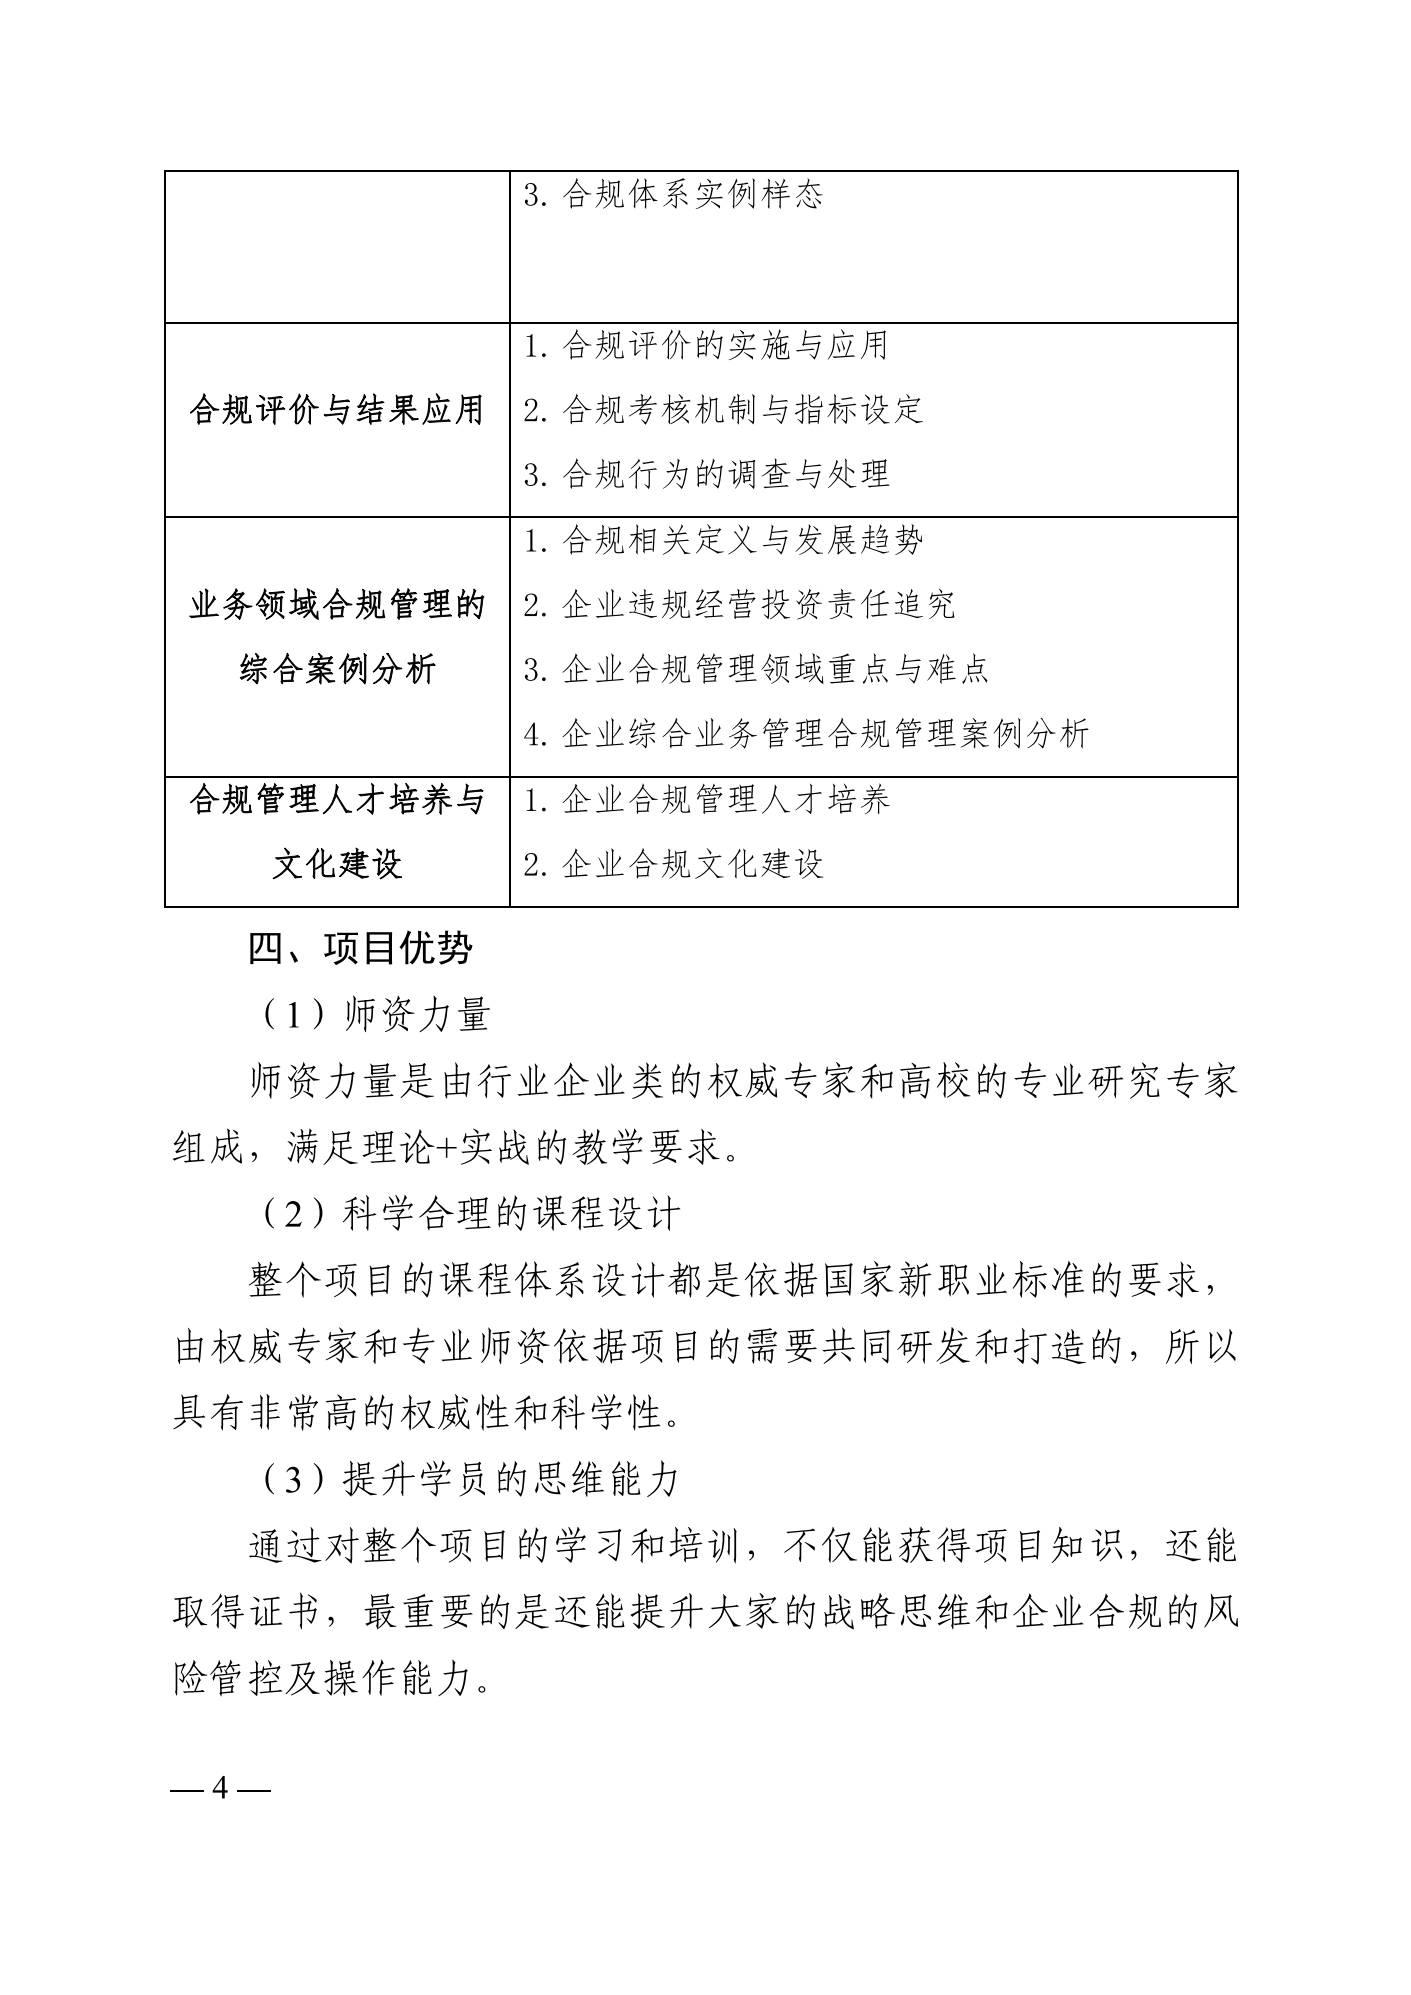 3. 合规体系实例样态
合规评价与结果应用
1. 合规评价的实施与应用
2. 合规考核机制与指标设定
3. 合规行为的调查与处理
业务领域合规管理的
综合案例分析
1. 合规相关定义与发展趋势
2. 企业违规经营投资责任追究
3. 企业合规管理领域重点与难点
4. 企业综合业务管理合规管理案例分析
合规管理人才培养与
文化建设
1. 企业合规管理人才培养
2. 企业合规文化建设
四、项目优势
（1）师资力量
师资力量是由行业企业类的权威专家和高校的专业研究专家
组成，满足理论+实战的教学要求。
（2）科学合理的课程设计
整个项目的课程体系设计都是依据国家新职业标准的要求，
由权威专家和专业师资依据项目的需要共同研发和打造的，所以
具有非常高的权威性和科学性。
（3）提升学员的思维能力
通过对整个项目的学习和培训，不仅能获得项目知识，还能
取得证书，最重要的是还能提升大家的战略思维和企业合规的风
险管控及操作能力。
— 4 —